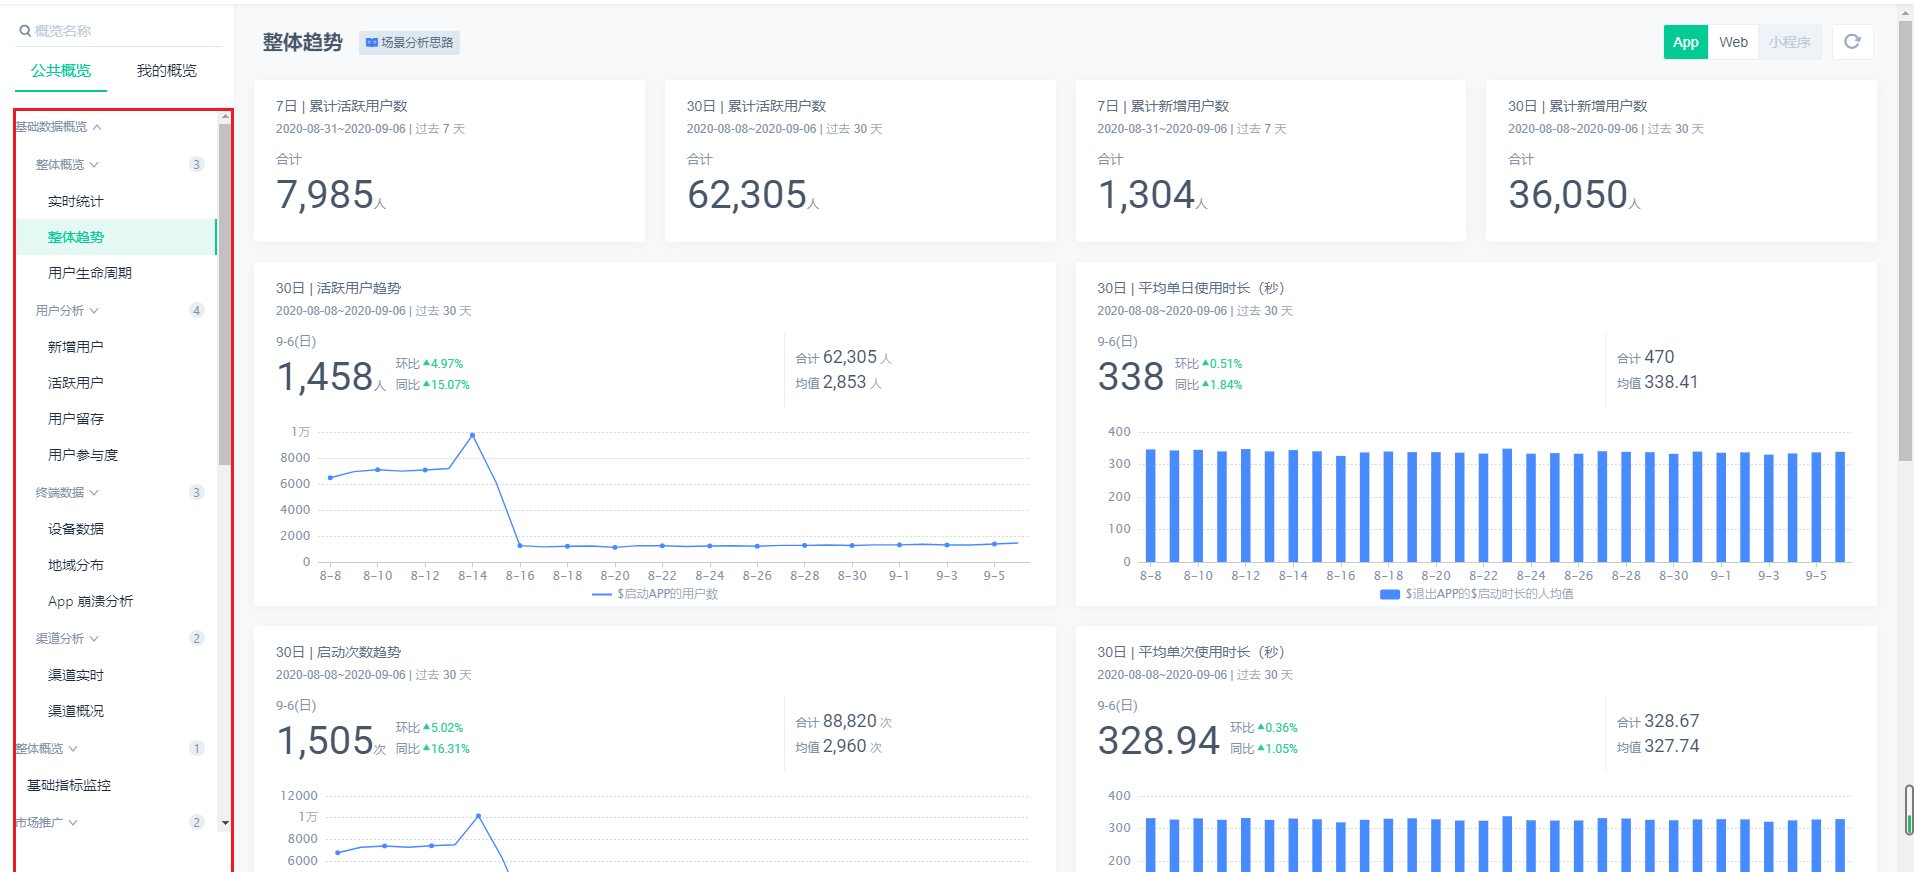 概览名称
公共概览 我的概览
基础数据概览
整体概览 3
实时统计
整体趋势
用户生命周期
用户分析 4
新增用户
活跃用户
用户留存
用户参与度
终端数据 3
设备数据
地域分布
App 崩溃分析
渠道分析 2
渠道实时
渠道概况
整体概览 1
基础指标监控
市场推广 2
整体趋势 场景分析思路 App Web 小程序
7日 | 累计活跃用户数
2020-08-31~2020-09-06 | 过去 7 天
合计
7,985人
30日 | 累计活跃用户数
2020-08-08~2020-09-06 | 过去 30 天
合计
62,305人
7日 | 累计新增用户数
2020-08-31~2020-09-06 | 过去 7 天
合计
1,304人
30日 | 累计新增用户数
2020-08-08~2020-09-06 | 过去 30 天
合计
36,050人
30日 | 活跃用户趋势
2020-08-08~2020-09-06 | 过去 30 天
9-6(日)
1,458人
环比 4.97%
同比 15.07%
合计 62,305 人
均值 2,853 人
1万
8000
6000
4000
2000
0
8-8 8-10 8-12 8-14 8-16 8-18 8-20 8-22 8-24 8-26 8-28 8-30 9-1 9-3 9-5
$启动APP的用户数
30日 | 平均单日使用时长（秒）
2020-08-08~2020-09-06 | 过去 30 天
9-6(日)
338
环比 0.51%
同比 1.84%
合计 470
均值 338.41
400
300
200
100
0
8-8 8-10 8-12 8-14 8-16 8-18 8-20 8-22 8-24 8-26 8-28 8-30 9-1 9-3 9-5
$退出APP的$启动时长的人均值
30日 | 启动次数趋势
2020-08-08~2020-09-06 | 过去 30 天
9-6(日)
1,505次
环比 5.02%
同比 16.31%
合计 88,820 次
均值 2,960 次
12000
1万
8000
6000
30日 | 平均单次使用时长（秒）
2020-08-08~2020-09-06 | 过去 30 天
9-6(日)
328.94
环比 0.36%
同比 1.05%
合计 328.67
均值 327.74
400
300
200